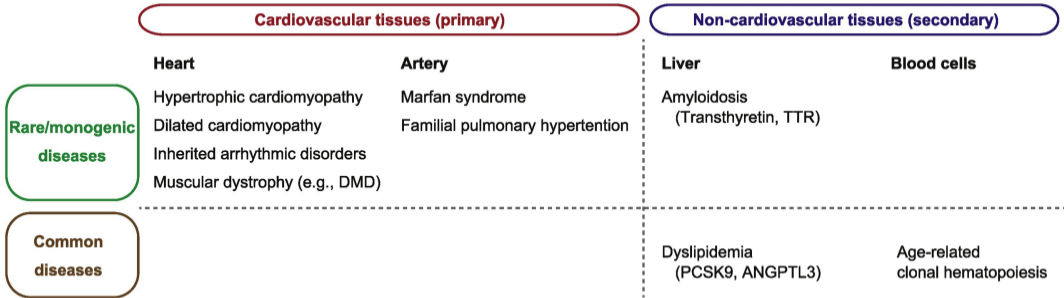 Cardiovascular tissues (primary)
Non-cardiovascular tissues (secondary)
Heart
Artery
Liver
Blood cells
Rare/monogenic
diseases
Hypertrophic cardiomyopathy
Dilated cardiomyopathy
Inherited arrhythmic disorders
Muscular dystrophy (e.g., DMD)
Marfan syndrome
Familial pulmonary hypertention
Amyloidosis
(Transthyretin, TTR)
Common
diseases
Dyslipidemia
(PCSK9, ANGPTL3)
Age-related
clonal hematopoiesis